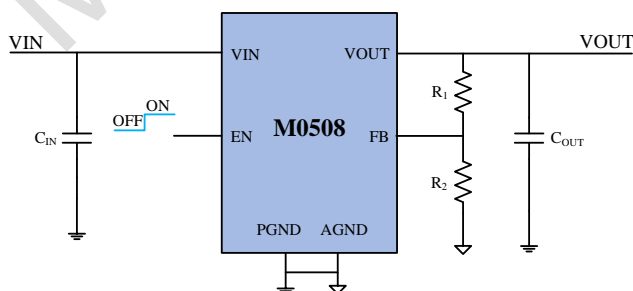 VIN
VOUT
VIN
VOUT
R1
ON
OFF
CIN
EN
M0508
FB
COUT
R2
PGND
AGND